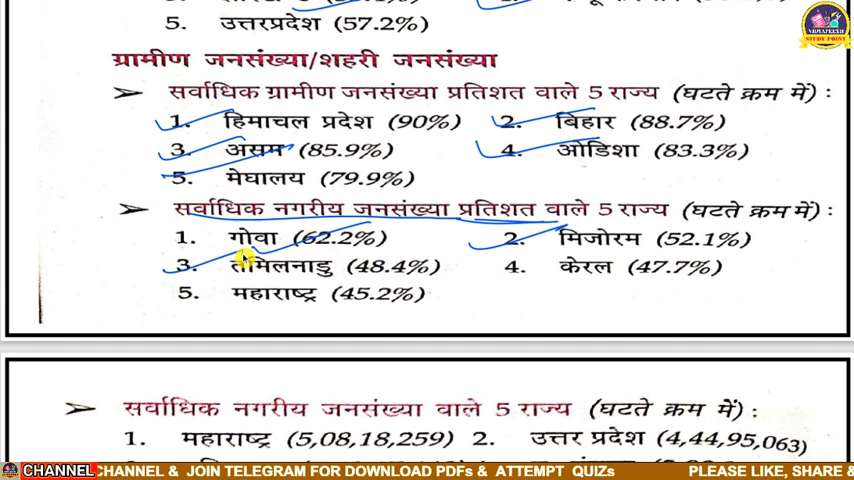 5. उत्तरप्रदेश (57.2%)
ग्रामीण जनसंख्या/शहरी जनसंख्या
➢ सर्वाधिक ग्रामीण जनसंख्या प्रतिशत वाले 5 राज्य (घटते क्रम में) :
1. हिमाचल प्रदेश (90%) 2. बिहार (88.7%)
3. असम (85.9%) 4. ओडिशा (83.3%)
5. मेघालय (79.9%)
➢ सर्वाधिक नगरीय जनसंख्या प्रतिशत वाले 5 राज्य (घटते क्रम में) :
1. गोवा (62.2%) 2. मिजोरम (52.1%)
3. तमिलनाडु (48.4%) 4. केरल (47.7%)
5. महाराष्ट्र (45.2%)
➢ सर्वाधिक नगरीय जनसंख्या वाले 5 राज्य (घटते क्रम में) :
1. महाराष्ट्र (5,08,18,259) 2. उत्तर प्रदेश (4,44,95,063)
CHANNEL CHANNEL & JOIN TELEGRAM FOR DOWNLOAD PDFs & ATTEMPT QUIZs PLEASE LIKE, SHARE &
STUDY POINT